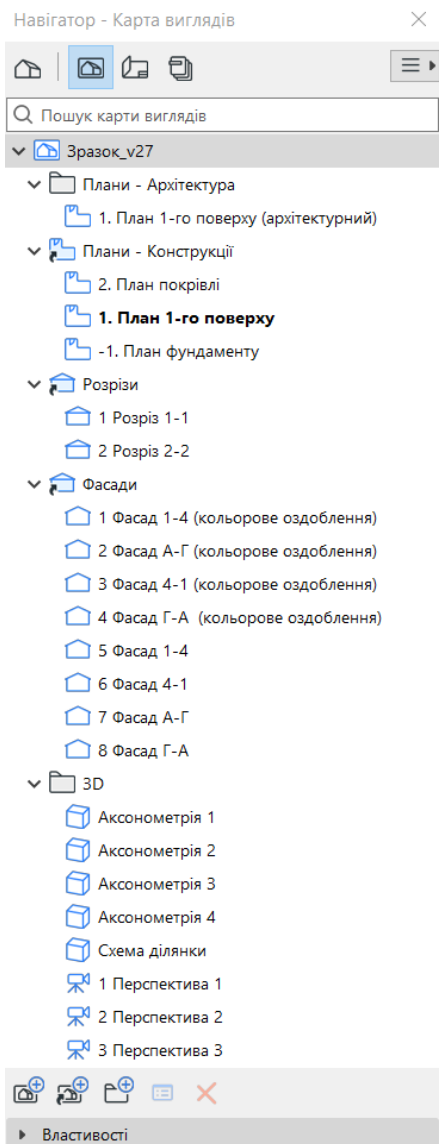 Навігатор - Карта виглядів
Пошук карти виглядів
Зразок_v27
Плани - Архітектура
1. План 1-го поверху (архітектурний)
Плани - Конструкції
2. План покрівлі
1. План 1-го поверху
-1. План фундаменту
Розрізи
1 Розріз 1-1
2 Розріз 2-2
Фасади
1 Фасад 1-4 (кольорове оздоблення)
2 Фасад А-Г (кольорове оздоблення)
3 Фасад 4-1 (кольорове оздоблення)
4 Фасад Г-А  (кольорове оздоблення)
5 Фасад 1-4
6 Фасад 4-1
7 Фасад А-Г
8 Фасад Г-А
3D
Аксонометрія 1
Аксонометрія 2
Аксонометрія 3
Аксонометрія 4
Схема ділянки
1 Перспектива 1
2 Перспектива 2
3 Перспектива 3
Властивості